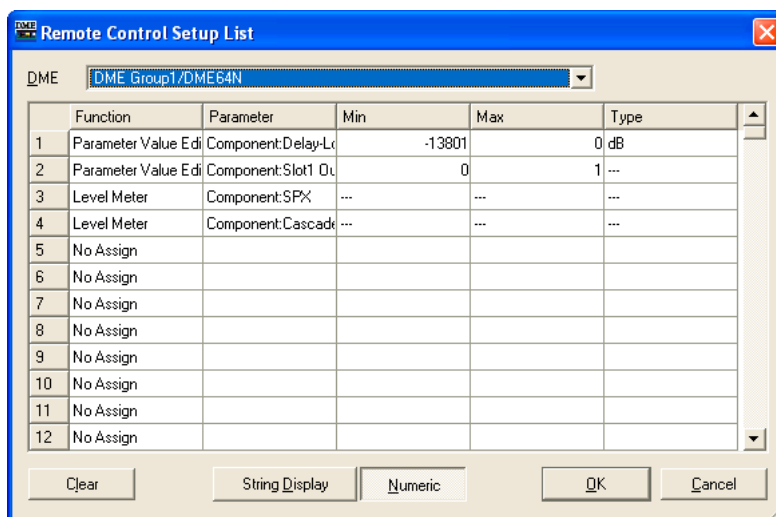 DME
Remote Control Setup List
DME DME Group1/DME64N
Function Parameter Min Max Type
1 Parameter Value Edi Component:Delay-Lo -13801 0 dB
2 Parameter Value Edi Component:Slot1 Ou 0 1 ---
3 Level Meter Component:SPX --- --- ---
4 Level Meter Component:Cascade --- --- ---
5 No Assign
6 No Assign
7 No Assign
8 No Assign
9 No Assign
10 No Assign
11 No Assign
12 No Assign
Clear String Display Numeric OK Cancel